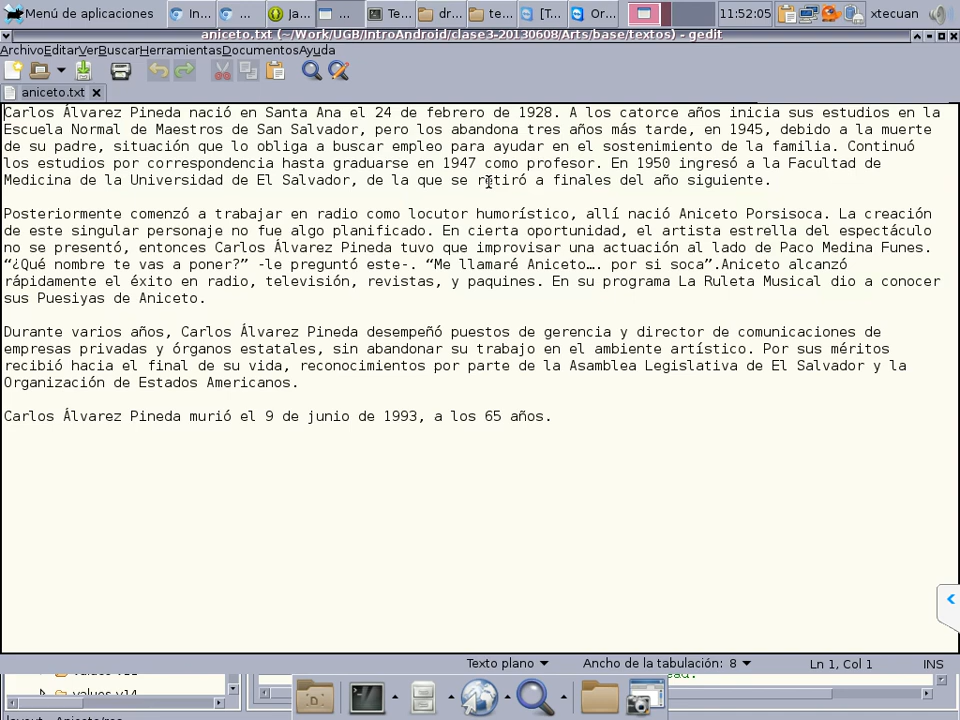 Menú de aplicaciones
In...
...
Ja...
...
Te...
dr...
te...
[T...
Or...
11:52:05
xtecuan
aniceto.txt (~/Work/UGB/IntroAndroid/clase3-20130608/Arts/base/textos) - gedit
ArchivoEditarVerBuscarHerramientasDocumentosAyuda
aniceto.txt
Carlos Álvarez Pineda nació en Santa Ana el 24 de febrero de 1928. A los catorce años inicia sus estudios en la
Escuela Normal de Maestros de San Salvador, pero los abandona tres años más tarde, en 1945, debido a la muerte
de su padre, situación que lo obliga a buscar empleo para ayudar en el sostenimiento de la familia. Continuó
los estudios por correspondencia hasta graduarse en 1947 como profesor. En 1950 ingresó a la Facultad de
Medicina de la Universidad de El Salvador, de la que se retiró a finales del año siguiente.
Posteriormente comenzó a trabajar en radio como locutor humorístico, allí nació Aniceto Porsisoca. La creación
de este singular personaje no fue algo planificado. En cierta oportunidad, el artista estrella del espectáculo
no se presentó, entonces Carlos Álvarez Pineda tuvo que improvisar una actuación al lado de Paco Medina Funes.
“¿Qué nombre te vas a poner?” -le preguntó este-. “Me llamaré Aniceto…. por si soca”.Aniceto alcanzó
rápidamente el éxito en radio, televisión, revistas, y paquines. En su programa La Ruleta Musical dio a conocer
sus Puesiyas de Aniceto.
Durante varios años, Carlos Álvarez Pineda desempeñó puestos de gerencia y director de comunicaciones de
empresas privadas y órganos estatales, sin abandonar su trabajo en el ambiente artístico. Por sus méritos
recibió hacia el final de su vida, reconocimientos por parte de la Asamblea Legislativa de El Salvador y la
Organización de Estados Americanos.
Carlos Álvarez Pineda murió el 9 de junio de 1993, a los 65 años.
Texto plano
Ancho de la tabulación: 8
Ln 1, Col 1
INS
values-v14